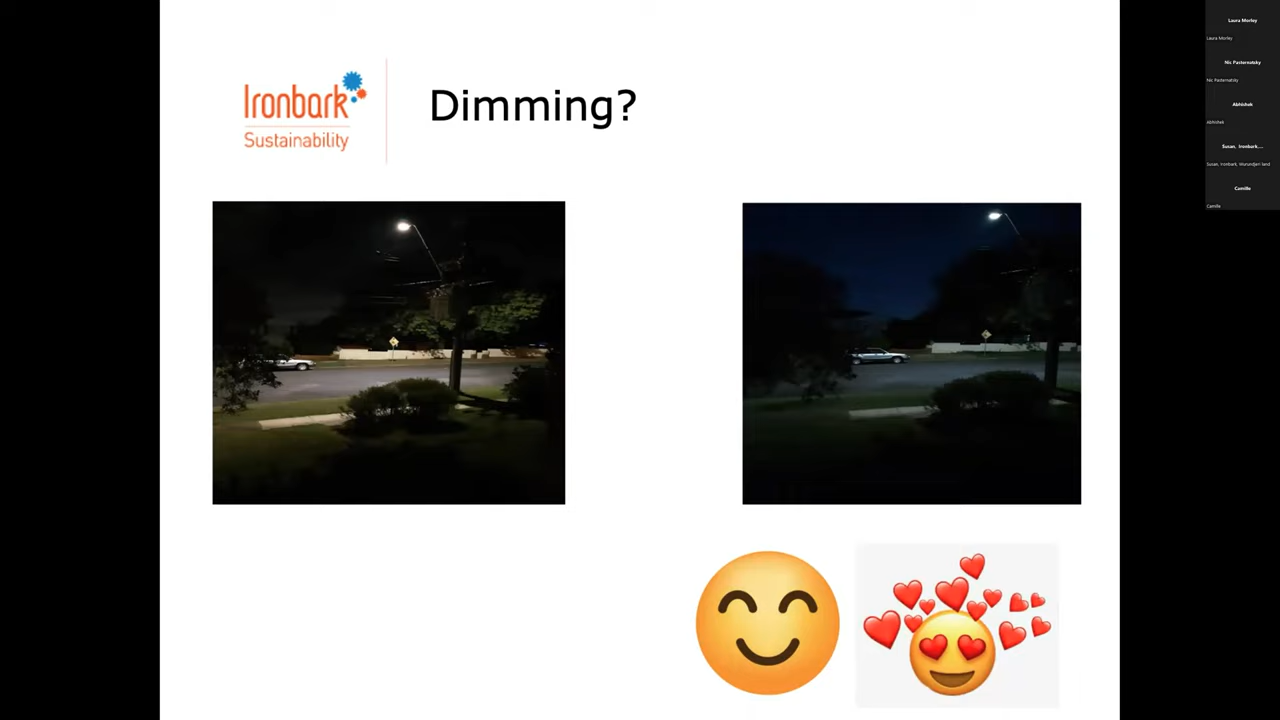 Ironbark
Sustainability
Dimming?
Laura Morley
Laura Morley
Nic Pasternatsky
Nic Pasternatsky
Abhishek
Abhishek
Susan, Ironbark,...
Susan, Ironbark, Wurundjeri land
Camille
Camille